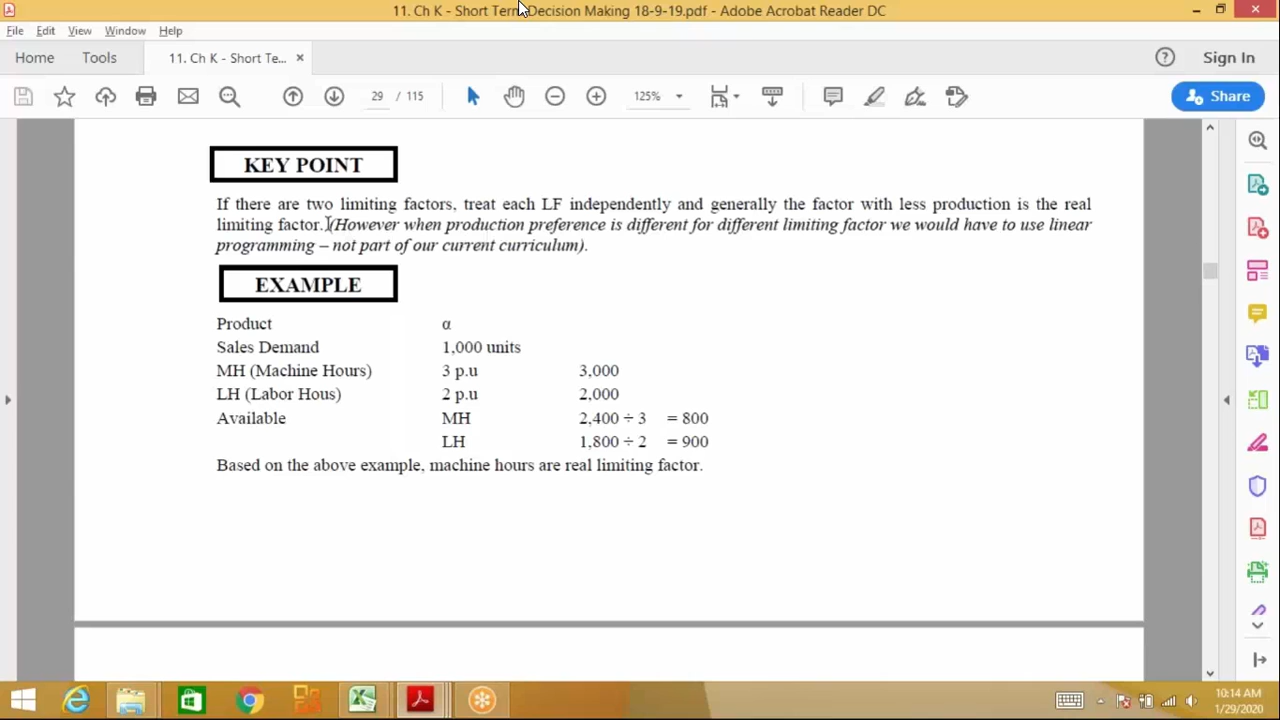 11. Ch K - Short Term Decision Making 18-9-19.pdf - Adobe Acrobat Reader DC
File Edit View Window Help
Home Tools 11. Ch K - Short Te... × Sign In
29 / 115 125% Share
KEY POINT
If there are two limiting factors, treat each LF independently and generally the factor with less production is the real
limiting factor. (However when production preference is different for different limiting factor we would have to use linear
programming – not part of our current curriculum).
EXAMPLE
Product α
Sales Demand 1,000 units
MH (Machine Hours) 3 p.u 3,000
LH (Labor Hous) 2 p.u 2,000
Available MH 2,400 ÷ 3 = 800
LH 1,800 ÷ 2 = 900
Based on the above example, machine hours are real limiting factor.
10:14 AM
1/29/2020